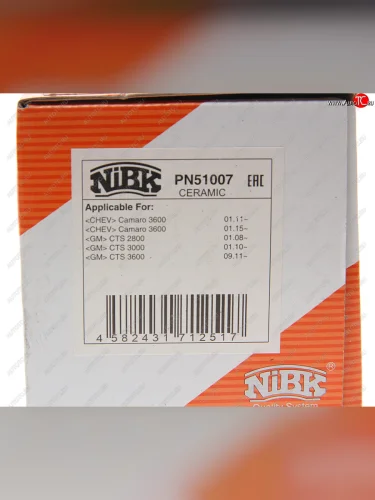 NiBK PN51007 EAC
CERAMIC
Applicable For:
<CHEV> Camaro 3600 01.11~
<CHEV> Camaro 3600 01.15~
<GM> CTS 2800 01.08~
<GM> CTS 3000 01.10~
<GM> CTS 3600 09.11~
4 582431 712517
NiBK
Quality System